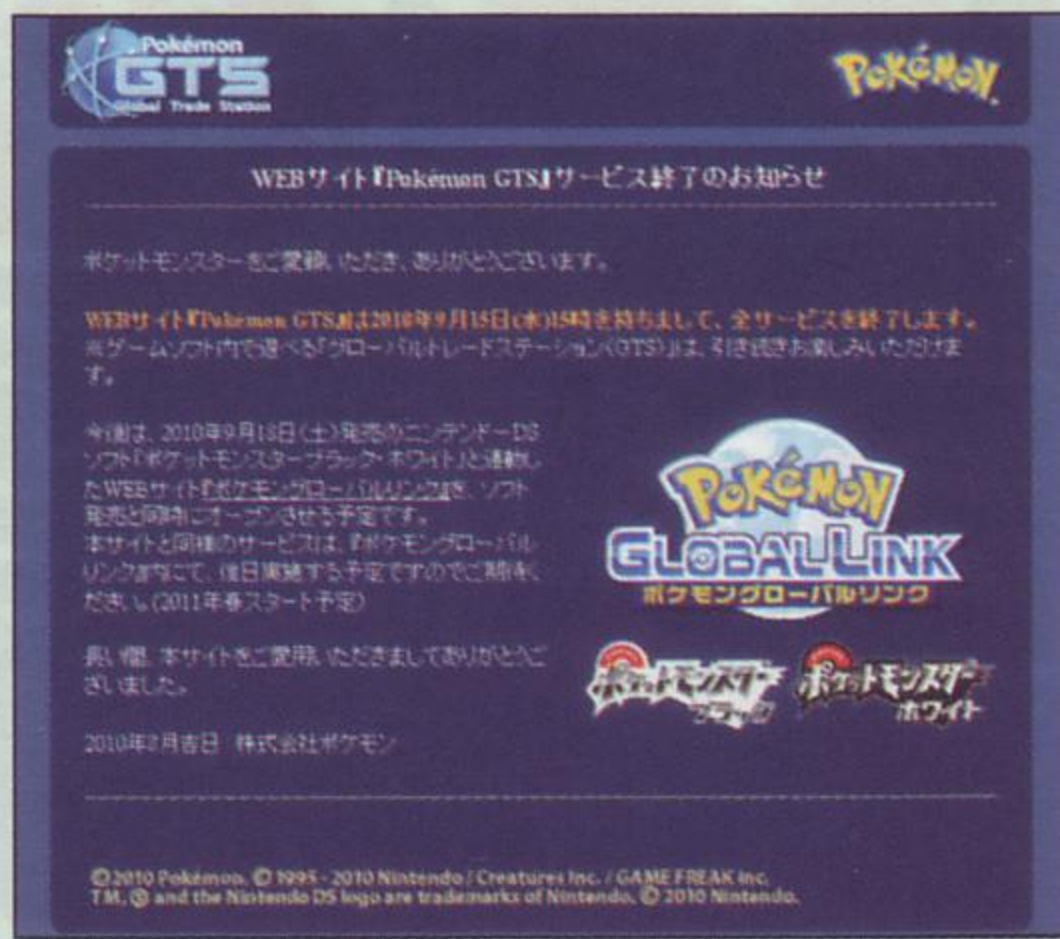 Pokémon
GTS
Global Trade Station
POKéMON
WEBサイト『Pokémon GTS』サービス終了のお知らせ
ポケットモンスターをご愛顧いただき、ありがとうございます。
WEBサイト『Pokemon GTS』は2010年9月15日(水)15時を持ちまして、全サービスを終了します。
※ゲームソフト内で遊べる「グローバルトレードステーション(GTS)」は、引き続きお楽しみいただけま
す。
今後は、2010年9月18日(土)発売のニンテンドーDS
ソフト「ポケットモンスターブラック・ホワイト」と連動し
たWEBサイト『ポケモングローバルリンク』を、ソフト
発売と同時にオープンさせる予定です。
本サイトと同様のサービスは、『ポケモングローバル
リンク』内にて、後日実施する予定ですのでご期待く
ださい。(2011年春スタート予定)
POKéMON
GLOBAL LINK
ポケモングローバルリンク
長い間、本サイトをご愛用いただきましてありがとうご
ざいました。
ポケットモンスター
ブラック
ポケットモンスター
ホワイト
2010年8月吉日 株式会社ポケモン
©2010 Pokémon. © 1995-2010 Nintendo / Creatures Inc. / GAME FREAK inc.
TM, ® and the Nintendo DS logo are trademarks of Nintendo. © 2010 Nintendo.